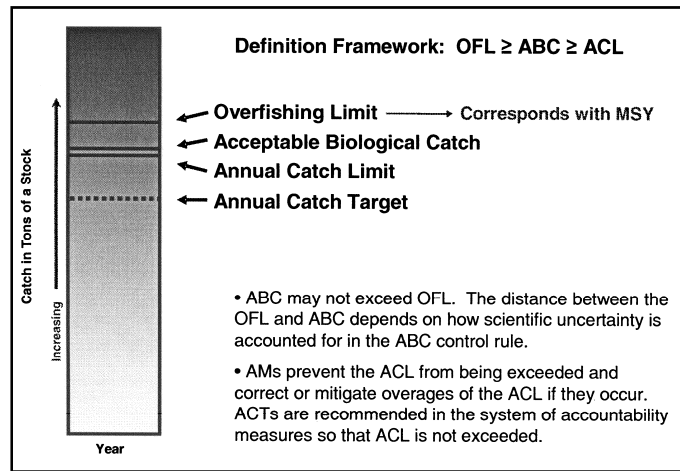 Definition Framework: OFL ≥ ABC ≥ ACL
Overfishing Limit
Corresponds with MSY
Acceptable Biological Catch
Annual Catch Limit
Annual Catch Target
Catch in Tons of a Stock
Increasing
• ABC may not exceed OFL. The distance between the
OFL and ABC depends on how scientific uncertainty is
accounted for in the ABC control rule.
• AMs prevent the ACL from being exceeded and
correct or mitigate overages of the ACL if they occur.
ACTs are recommended in the system of accountability
measures so that ACL is not exceeded.
Year